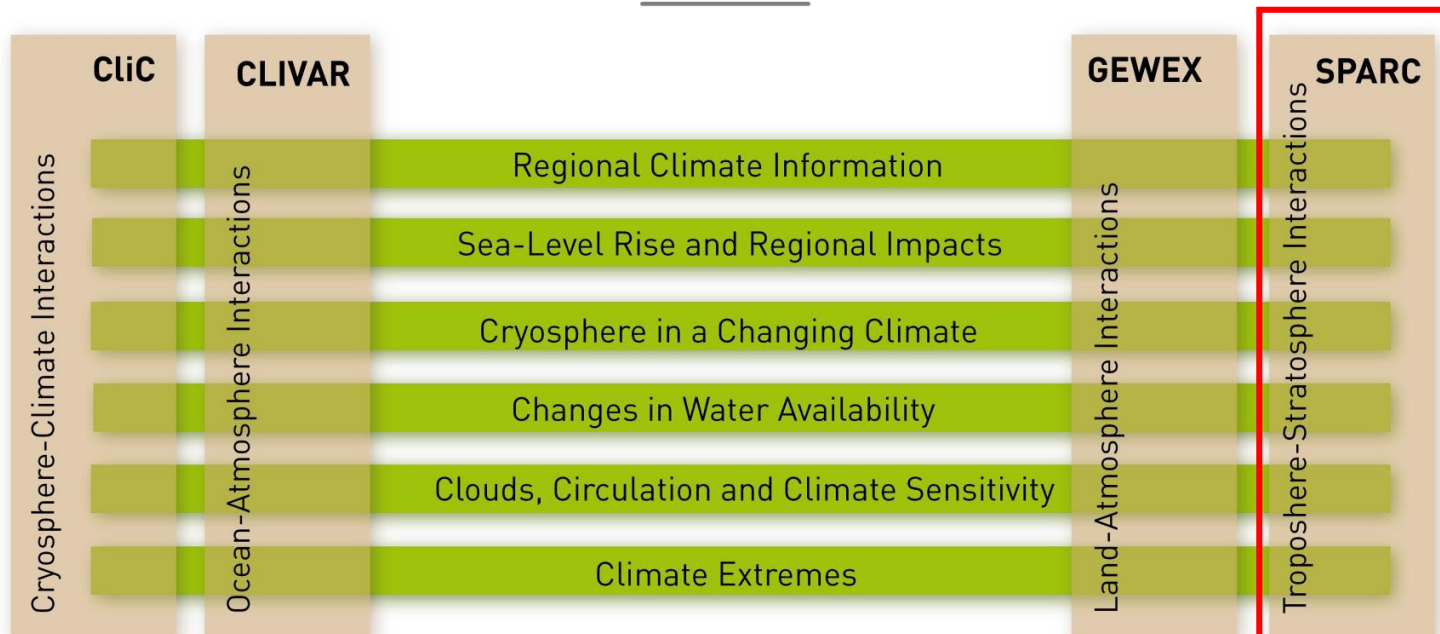 CliC
CLIVAR
GEWEX
SPARC
Cryosphere-Climate Interactions
Ocean-Atmosphere Interactions
Land-Atmosphere Interactions
Troposhere-Stratosphere Interactions
Regional Climate Information
Sea-Level Rise and Regional Impacts
Cryosphere in a Changing Climate
Changes in Water Availability
Clouds, Circulation and Climate Sensitivity
Climate Extremes